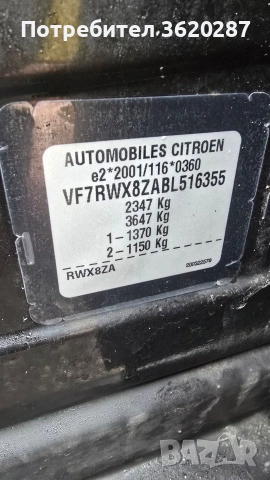 Потребител 3620287
AUTOMOBILES CITROEN
e2*2001/116*0360
VF7RWX8ZABL516355
2347 Kg
3647 Kg
1-1370 Kg
2-1150 Kg
RWX8ZA
bazar